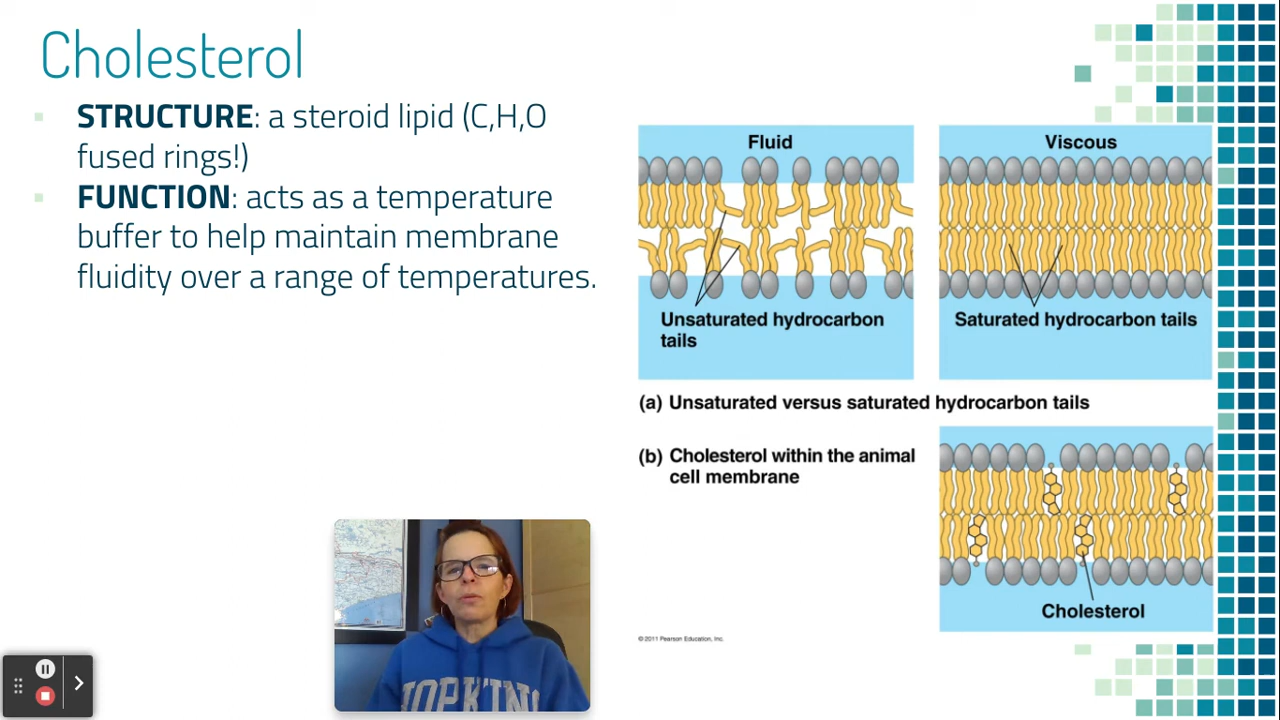 Cholesterol
STRUCTURE: a steroid lipid (C,H,O
fused rings!)
FUNCTION: acts as a temperature
buffer to help maintain membrane
fluidity over a range of temperatures.
Fluid
Viscous
Unsaturated hydrocarbon
tails
Saturated hydrocarbon tails
(a) Unsaturated versus saturated hydrocarbon tails
(b) Cholesterol within the animal
cell membrane
Cholesterol
© 2011 Pearson Education, Inc.